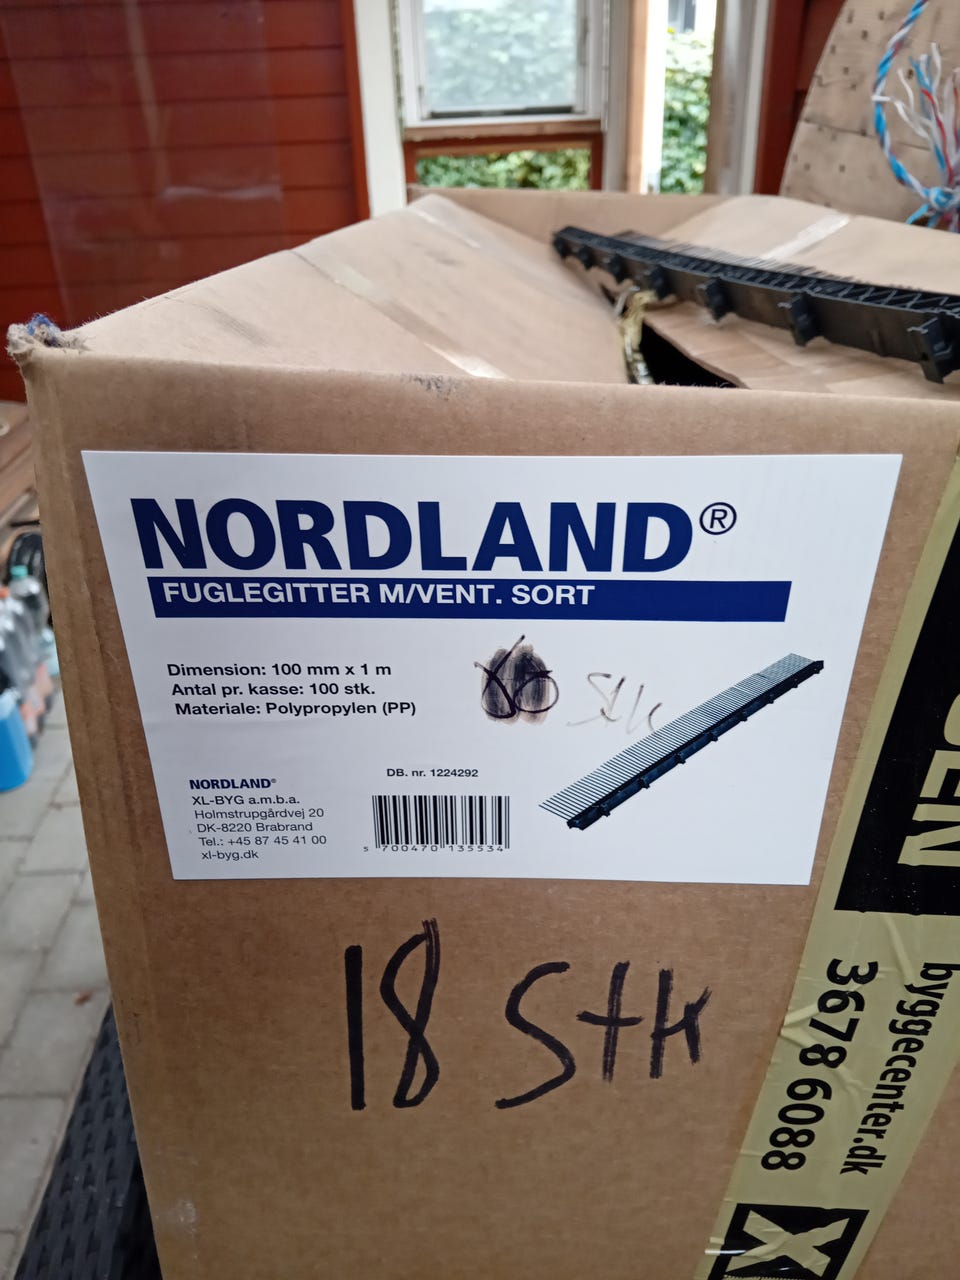 NORDLAND®
FUGLEGITTER M/VENT. SORT
Dimension: 100 mm x 1 m
Antal pr. kasse: 100 stk.
Materiale: Polypropylen (PP)
Stk
DB. nr. 1224292
NORDLAND®
XL-BYG a.m.b.a.
Holmstrupgårdvej 20
DK-8220 Brabrand
Tel.: +45 87 45 41 00
xl-byg.dk
5 700470 135534
18 Stk
byggecenter.dk
3678 6088